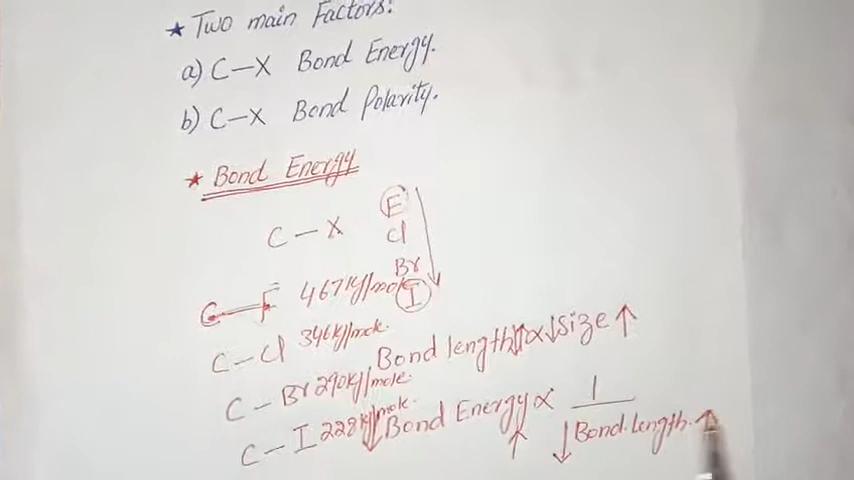 ★ Two main Factors:
a) C-X Bond Energy.
b) C-X Bond Polarity.
★ Bond Energy
C-X F
Cl
Br
I
C-F 467KJ/mole
C-Cl 346KJ/mole.
Bond length ↑ ∝ ↓ Size ↑
C-Br 290KJ/mole.
C-I 228KJ/mole.
↓ Bond Energy ∝ 1
↑ ↓ Bond.length. ↑